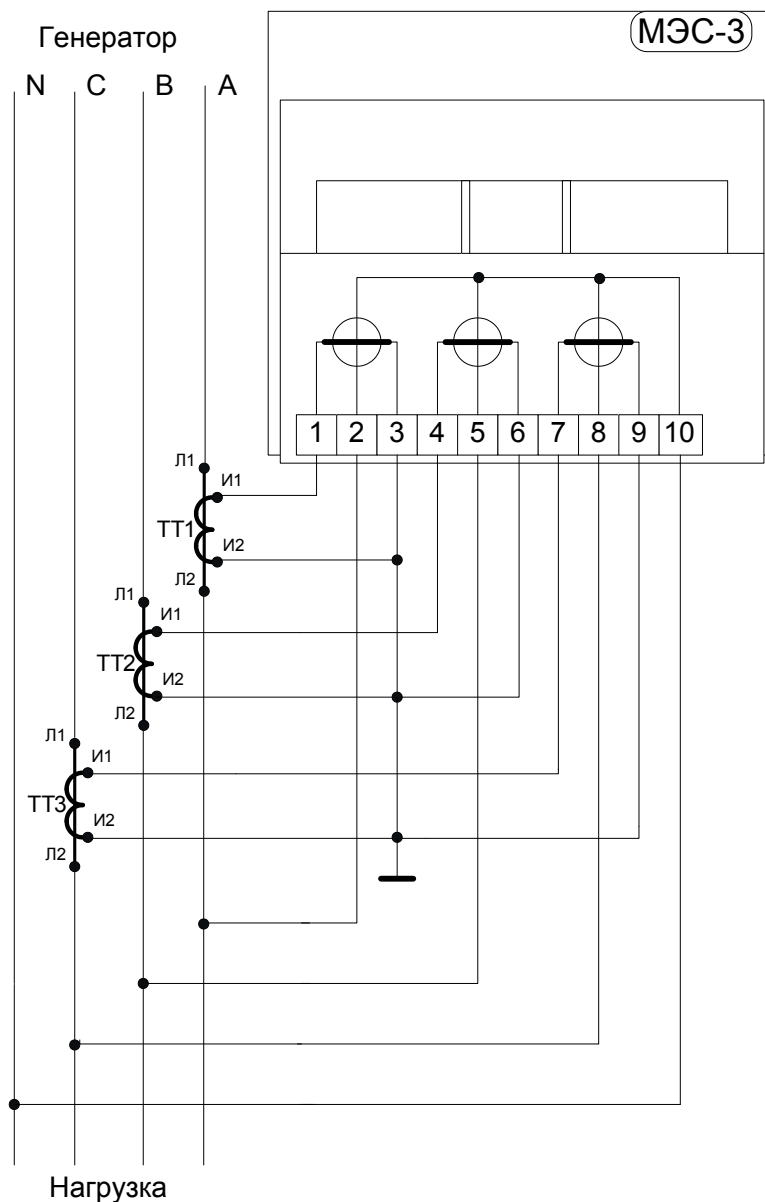 Генератор
МЭС-3
N C B A
1 2 3 4 5 6 7 8 9 10
Л1
И1
ТТ1
И2
Л2
Л1
И1
ТТ2
И2
Л2
Л1
И1
ТТ3
И2
Л2
Нагрузка